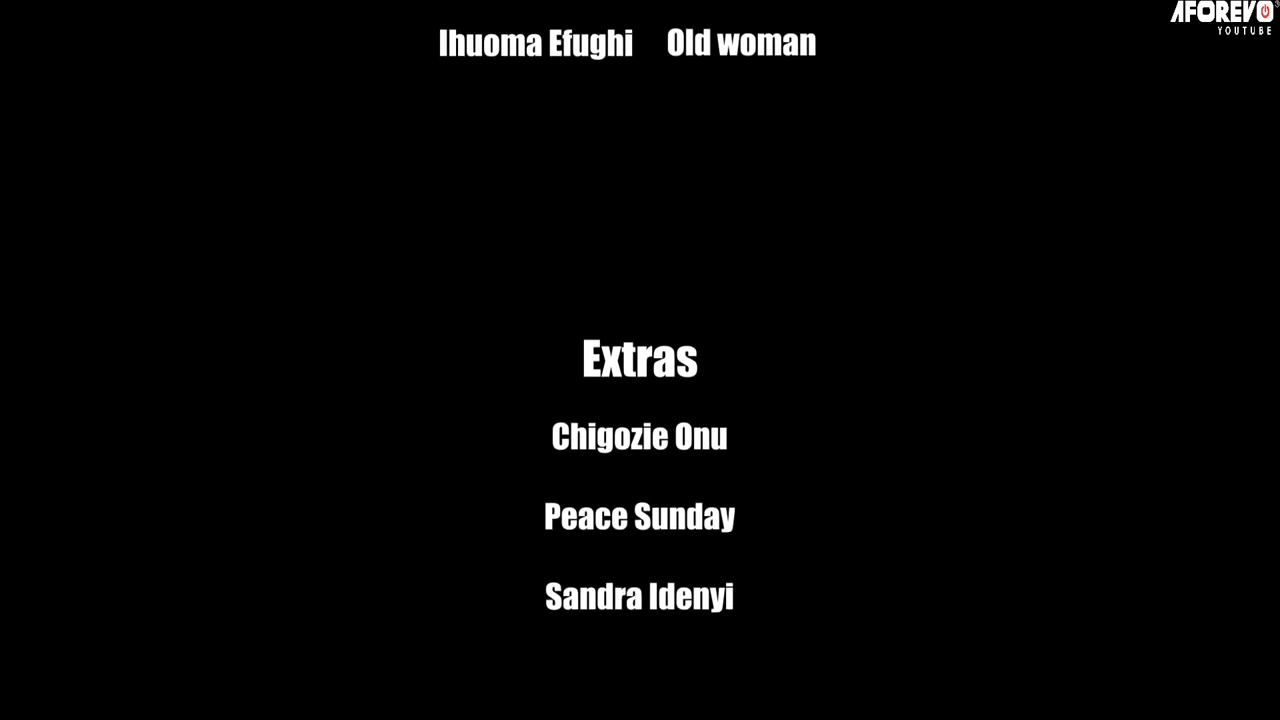 AFOREVO
YOUTUBE
Ihuoma Efughi Old woman
Extras
Chigozie Onu
Peace Sunday
Sandra Idenyi